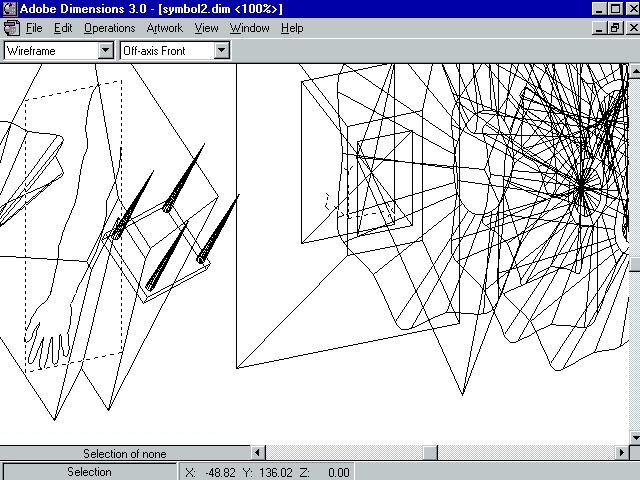 Adobe Dimensions 3.0 - [symbol2.dim <100%>]
File Edit Operations Artwork View Window Help
Wireframe Off-axis Front
Selection of none
Selection X: -48.82 Y: 136.02 Z: 0.00